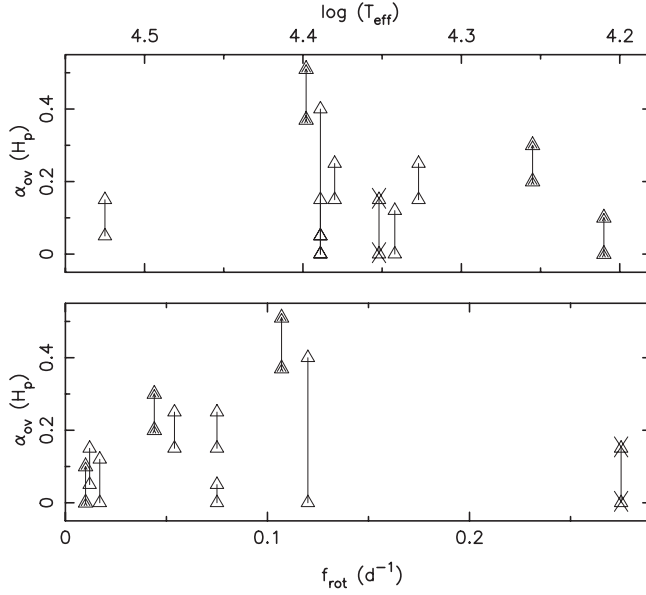 log (T_eff)
4.5 4.4 4.3 4.2
α_ov (H_p)
0 0.2 0.4
α_ov (H_p)
0 0.2 0.4
0 0.1 0.2
f_rot (d⁻¹)